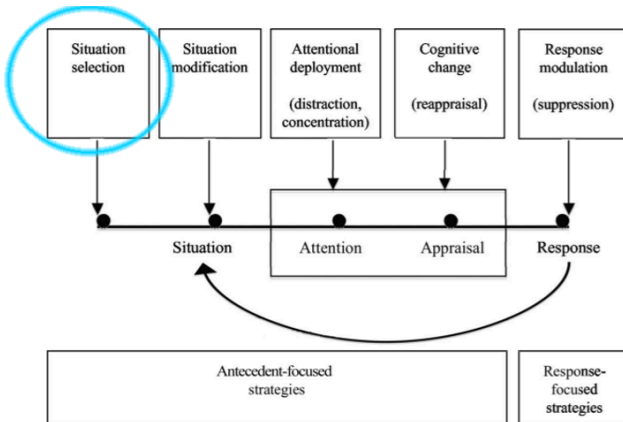 Situation
selection
Situation
modification
Attentional
deployment
(distraction,
concentration)
Cognitive
change
(reappraisal)
Response
modulation
(suppression)
Situation
Attention
Appraisal
Response
Antecedent-focused
strategies
Response-
focused
strategies